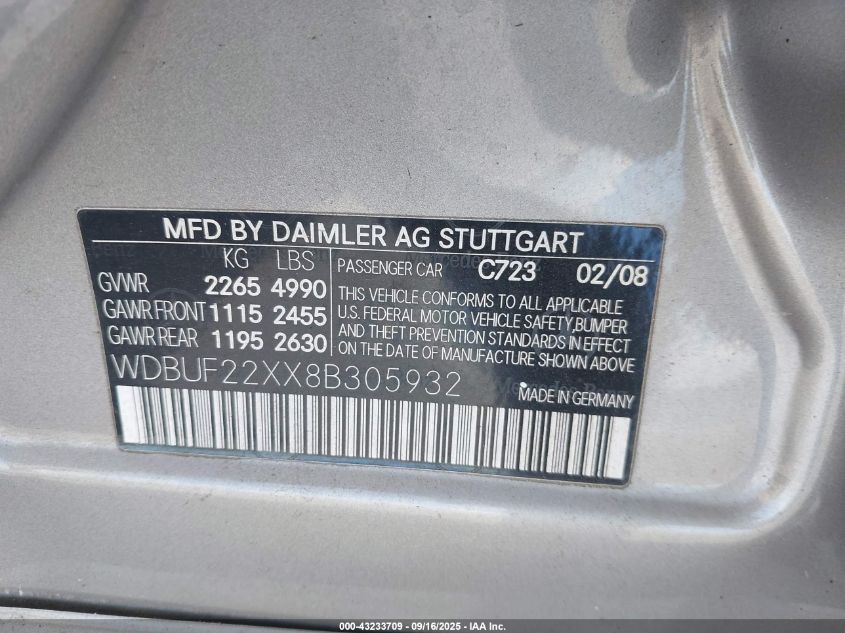 MFD BY DAIMLER AG STUTTGART
KG LBS
GVWR 2265 4990
GAWR FRONT 1115 2455
GAWR REAR 1195 2630
PASSENGER CAR C723 02/08
THIS VEHICLE CONFORMS TO ALL APPLICABLE
U.S. FEDERAL MOTOR VEHICLE SAFETY,BUMPER
AND THEFT PREVENTION STANDARDS IN EFFECT
ON THE DATE OF MANUFACTURE SHOWN ABOVE
WDBUF22XX8B305932
MADE IN GERMANY
000-43233709 - 09/16/2025 - IAA Inc.